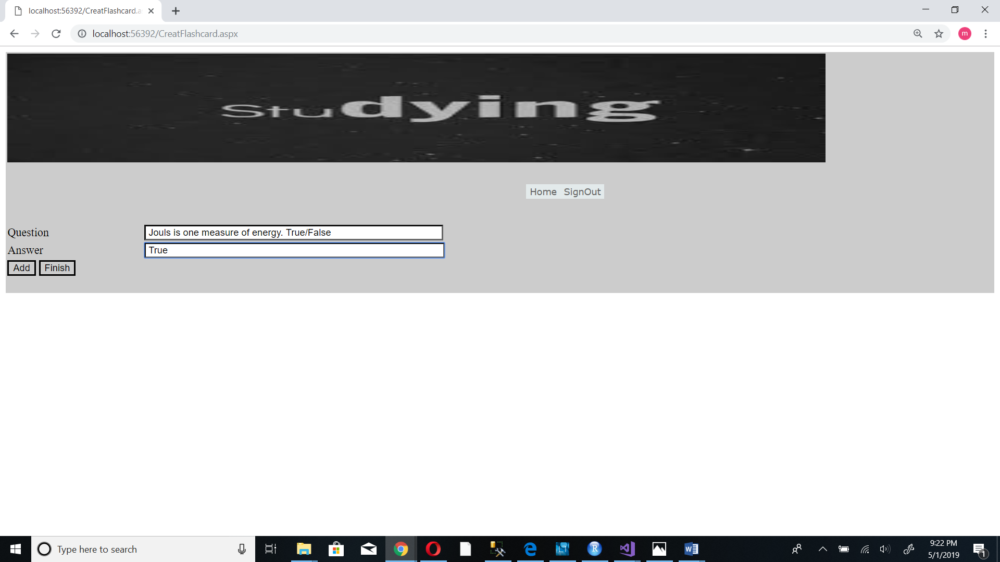 localhost:56392/CreatFlashcard.a
localhost:56392/CreatFlashcard.aspx
m
Studying
Home SignOut
Question Jouls is one measure of energy. True/False
Answer True
Add Finish
Type here to search
9:22 PM
5/1/2019
1